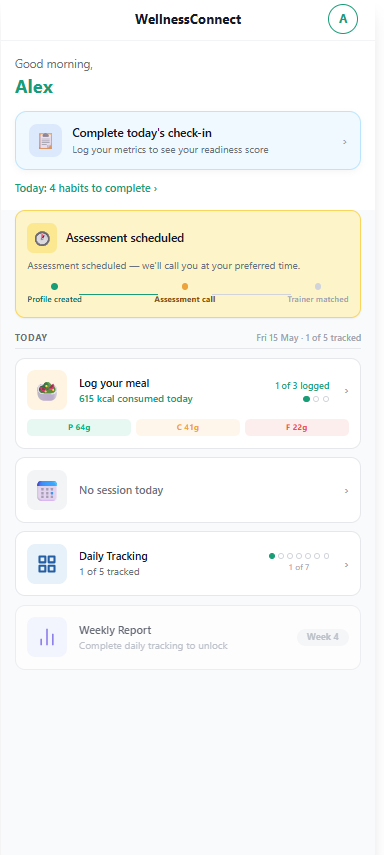 WellnessConnect
A
Good morning,
Alex
Complete today's check-in
Log your metrics to see your readiness score
Today: 4 habits to complete ›
Assessment scheduled
Assessment scheduled — we'll call you at your preferred time.
Profile created
Assessment call
Trainer matched
TODAY
Fri 15 May · 1 of 5 tracked
Log your meal
615 kcal consumed today
1 of 3 logged
P 64g
C 41g
F 22g
No session today
Daily Tracking
1 of 5 tracked
1 of 7
Weekly Report
Complete daily tracking to unlock
Week 4